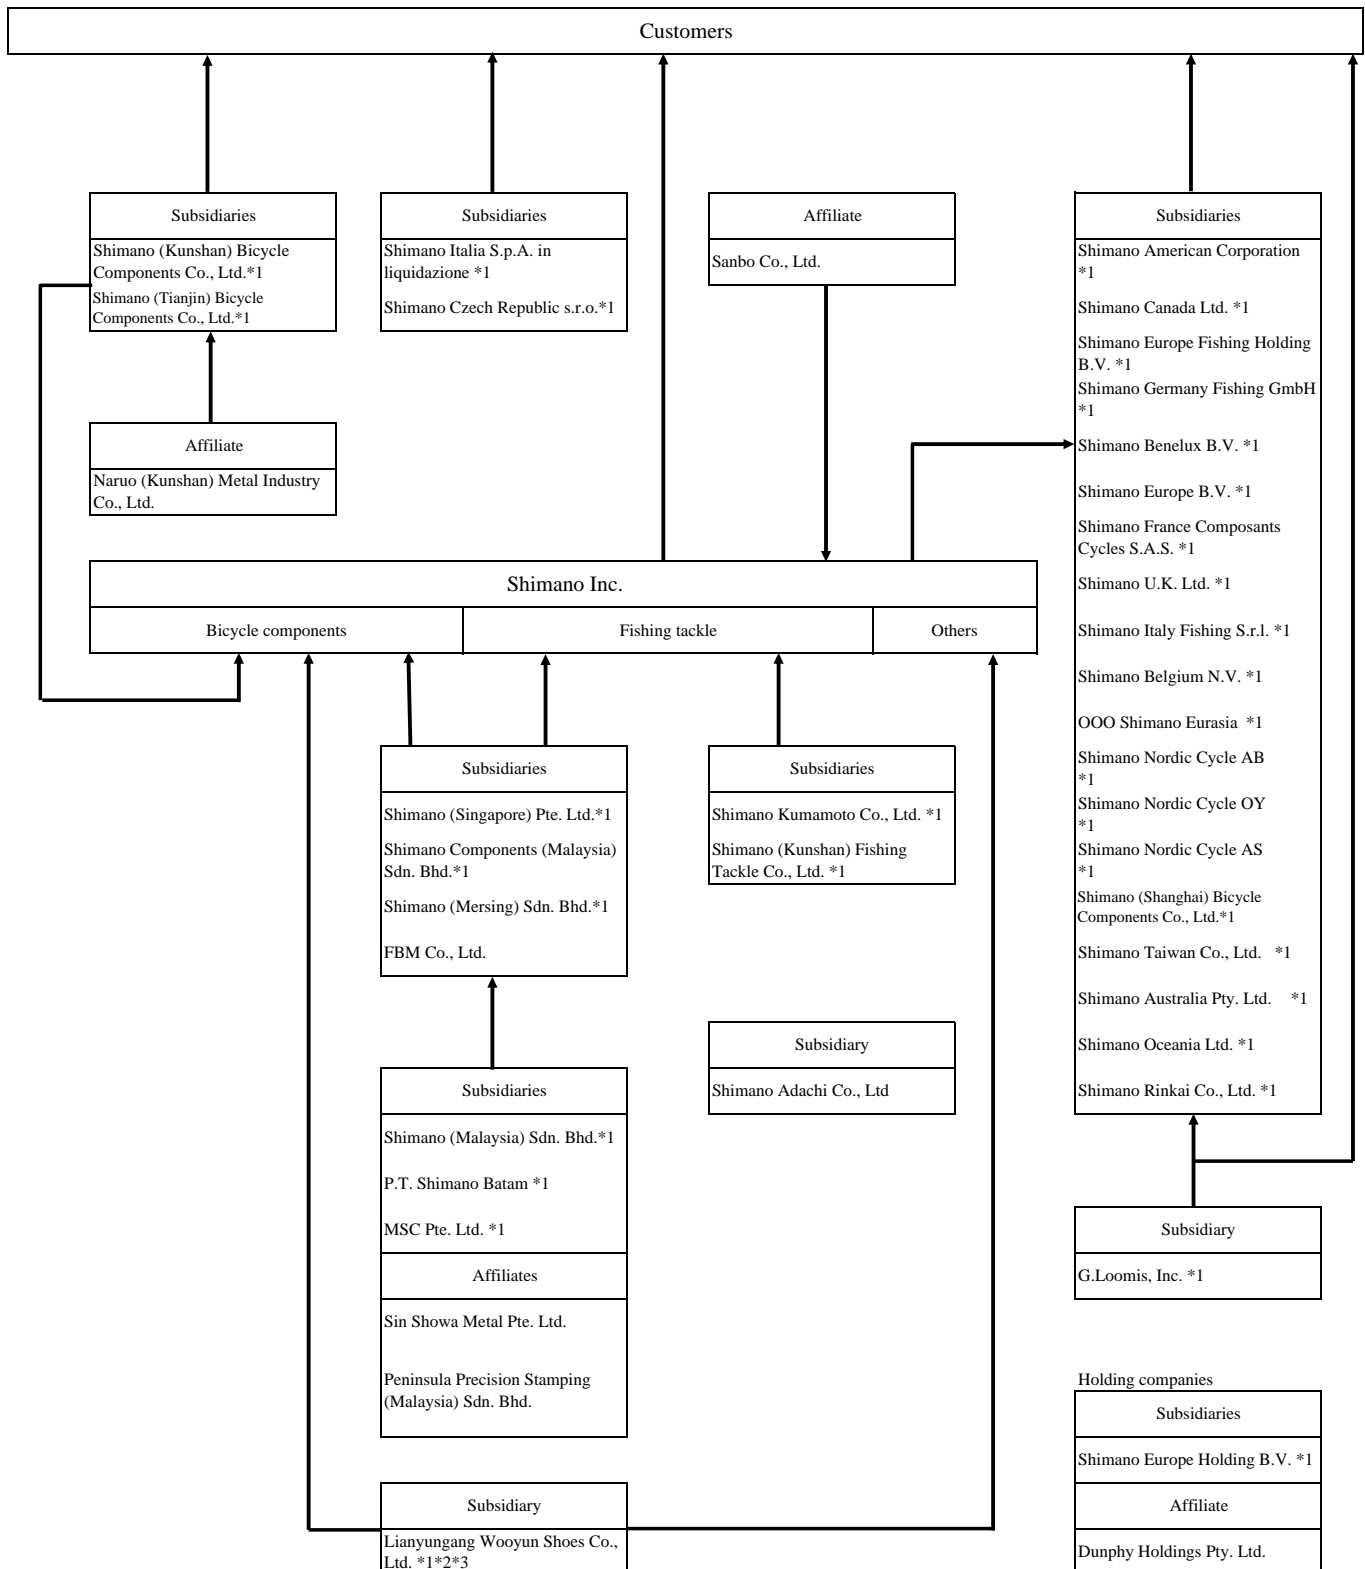 Customers
Subsidiaries
Shimano (Kunshan) Bicycle
Components Co., Ltd.*1
Shimano (Tianjin) Bicycle
Components Co., Ltd.*1
Affiliate
Naruo (Kunshan) Metal Industry
Co., Ltd.
Subsidiaries
Shimano Italia S.p.A. in
liquidazione *1
Shimano Czech Republic s.r.o.*1
Affiliate
Sanbo Co., Ltd.
Subsidiaries
Shimano American Corporation
*1
Shimano Canada Ltd. *1
Shimano Europe Fishing Holding
B.V. *1
Shimano Germany Fishing GmbH
*1
Shimano Benelux B.V. *1
Shimano Europe B.V. *1
Shimano France Composants
Cycles S.A.S. *1
Shimano U.K. Ltd. *1
Shimano Italy Fishing S.r.l. *1
Shimano Belgium N.V. *1
OOO Shimano Eurasia *1
Shimano Nordic Cycle AB
*1
Shimano Nordic Cycle OY
*1
Shimano Nordic Cycle AS
*1
Shimano (Shanghai) Bicycle
Components Co., Ltd.*1
Shimano Taiwan Co., Ltd. *1
Shimano Australia Pty. Ltd. *1
Shimano Oceania Ltd. *1
Shimano Rinkai Co., Ltd. *1
Shimano Inc.
Bicycle components
Fishing tackle
Others
Subsidiaries
Shimano (Singapore) Pte. Ltd.*1
Shimano Components (Malaysia)
Sdn. Bhd.*1
Shimano (Mersing) Sdn. Bhd.*1
FBM Co., Ltd.
Subsidiaries
Shimano Kumamoto Co., Ltd. *1
Shimano (Kunshan) Fishing
Tackle Co., Ltd. *1
Subsidiary
Shimano Adachi Co., Ltd
Subsidiaries
Shimano (Malaysia) Sdn. Bhd.*1
P.T. Shimano Batam *1
MSC Pte. Ltd. *1
Affiliates
Sin Showa Metal Pte. Ltd.
Peninsula Precision Stamping
(Malaysia) Sdn. Bhd.
Subsidiary
G.Loomis, Inc. *1
Subsidiary
Lianyungang Wooyun Shoes Co.,
Ltd. *1*2*3
Holding companies
Subsidiaries
Shimano Europe Holding B.V. *1
Affiliate
Dunphy Holdings Pty. Ltd.